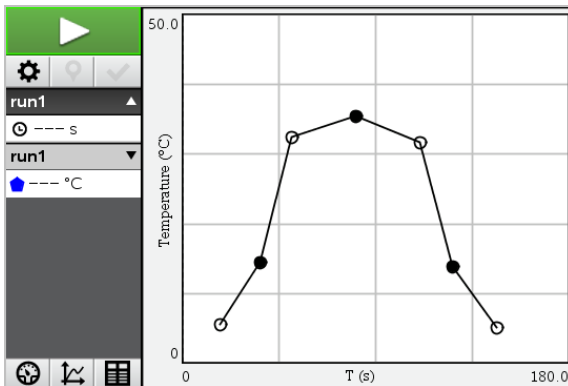 run1
--- s
run1
--- °C
50.0
Temperature (°C)
0
0
T (s)
180.0